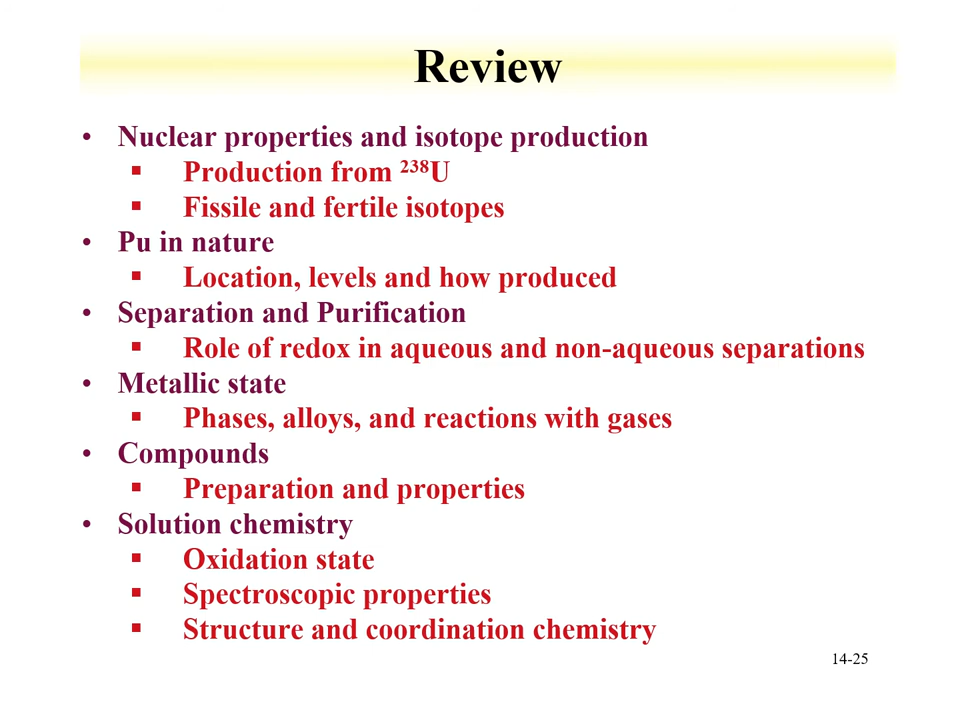 Review
• Nuclear properties and isotope production
▪ Production from ²³⁸U
▪ Fissile and fertile isotopes
• Pu in nature
▪ Location, levels and how produced
• Separation and Purification
▪ Role of redox in aqueous and non-aqueous separations
• Metallic state
▪ Phases, alloys, and reactions with gases
• Compounds
▪ Preparation and properties
• Solution chemistry
▪ Oxidation state
▪ Spectroscopic properties
▪ Structure and coordination chemistry
14-25